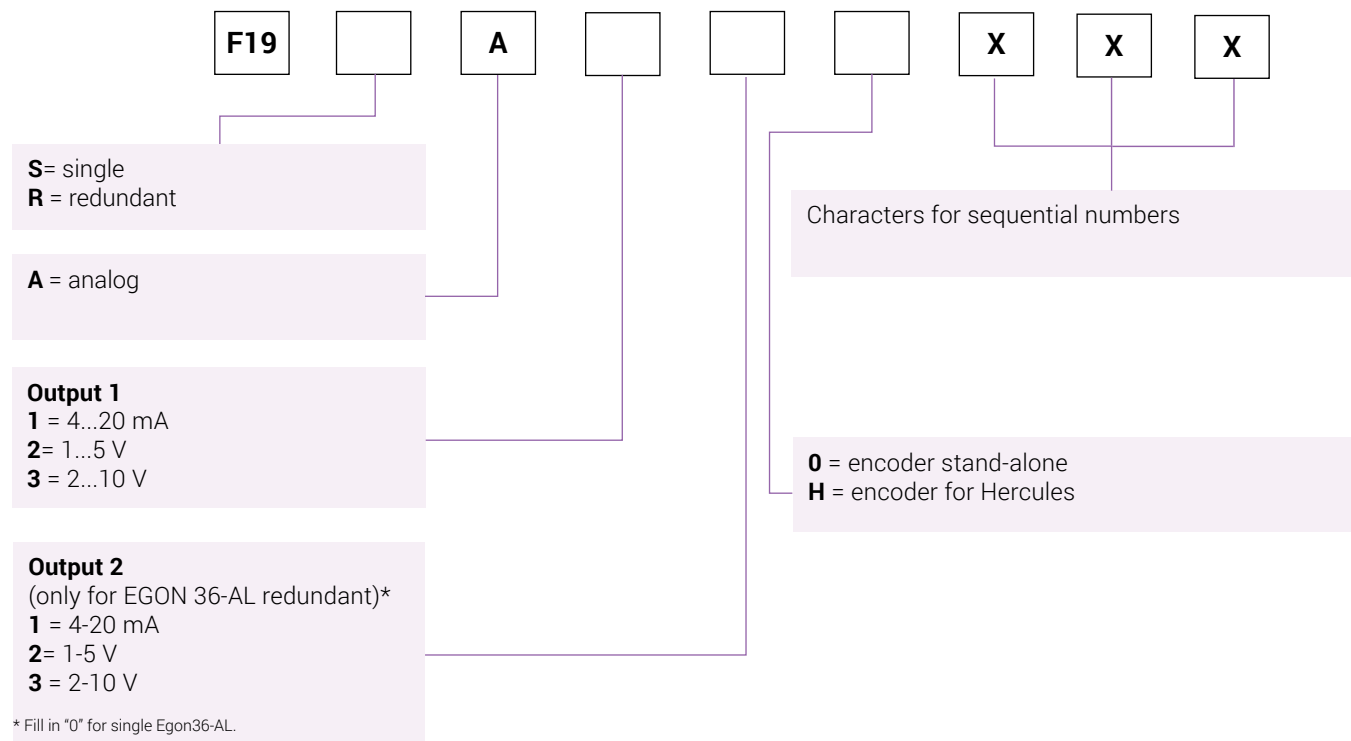 F19 A X X X
S= single
R = redundant
A = analog
Output 1
1 = 4...20 mA
2= 1...5 V
3 = 2...10 V
Output 2
(only for EGON 36-AL redundant)*
1 = 4-20 mA
2= 1-5 V
3 = 2-10 V
* Fill in "0" for single Egon36-AL.
Characters for sequential numbers
0 = encoder stand-alone
H = encoder for Hercules